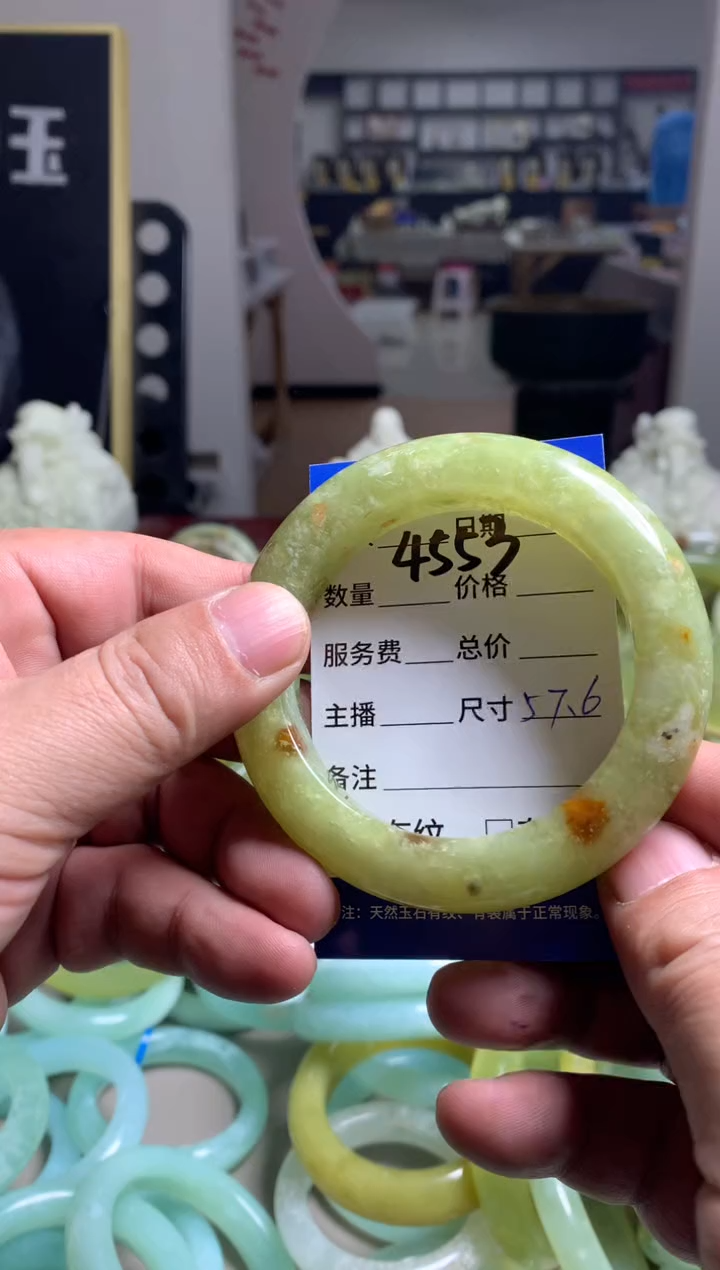 玉
日期
4553
数量 价格
服务费 总价
主播 尺寸 57.6
备注
注：天然玉石有纹、有裂属于正常现象。